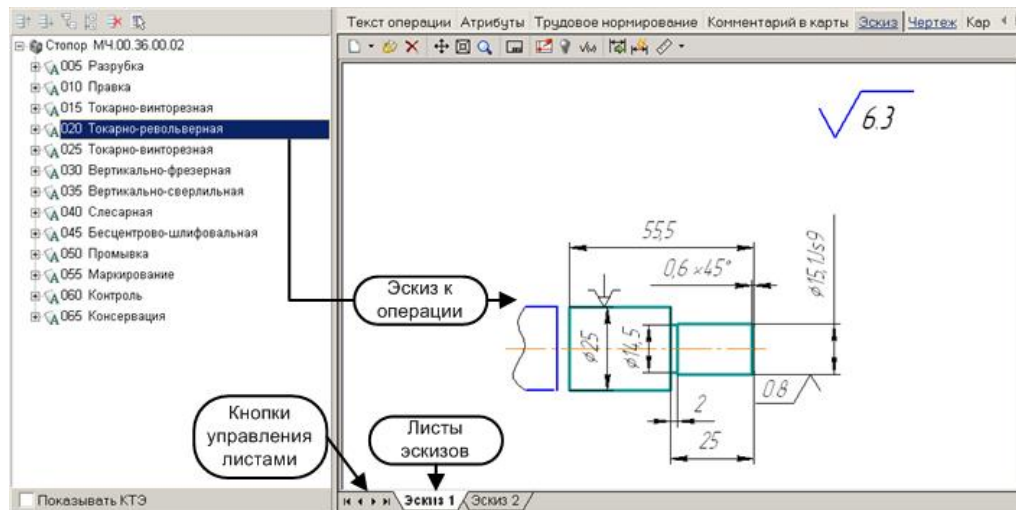 Текст операции Атрибуты Трудовое нормирование Комментарий в карты Эскиз Чертеж Кар
Стопор МЧ.00.36.00.02
005 Разрубка
010 Правка
015 Токарно-винторезная
020 Токарно-револьверная
025 Токарно-винторезная
030 Вертикально-фрезерная
035 Вертикально-сверлильная
040 Слесарная
045 Бесцентрово-шлифовальная
050 Промывка
055 Маркирование
060 Контроль
065 Консервация
6.3
55,5
0,6×45°
ø15,1Js9
Эскиз к
операции
ø25
ø14,5
0.8
2
25
Кнопки
управления
листами
Листы
эскизов
Показывать КТЭ
Эскиз 1 Эскиз 2